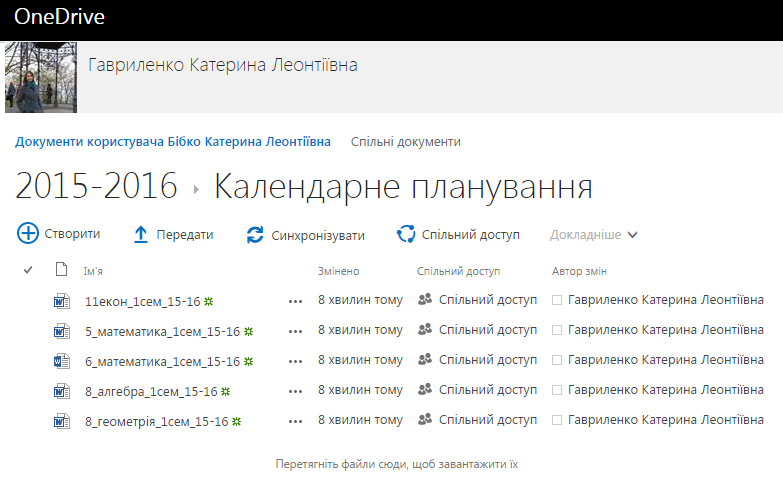 OneDrive
Гавриленко Катерина Леонтіївна
Документи користувача Бібко Катерина Леонтіївна Спільні документи
2015-2016 Календарне планування
Створити Передати Синхронізувати Спільний доступ Докладніше
Ім'я Змінено Спільний доступ Автор змін
11екон_1сем_15-16 ... 8 хвилин тому Спільний доступ Гавриленко Катерина Леонтіївна
5_математика_1сем_15-16 ... 8 хвилин тому Спільний доступ Гавриленко Катерина Леонтіївна
6_математика_1сем_15-16 ... 8 хвилин тому Спільний доступ Гавриленко Катерина Леонтіївна
8_алгебра_1сем_15-16 ... 8 хвилин тому Спільний доступ Гавриленко Катерина Леонтіївна
8_геометрія_1сем_15-16 ... 8 хвилин тому Спільний доступ Гавриленко Катерина Леонтіївна
Перетягніть файли сюди, щоб завантажити їх